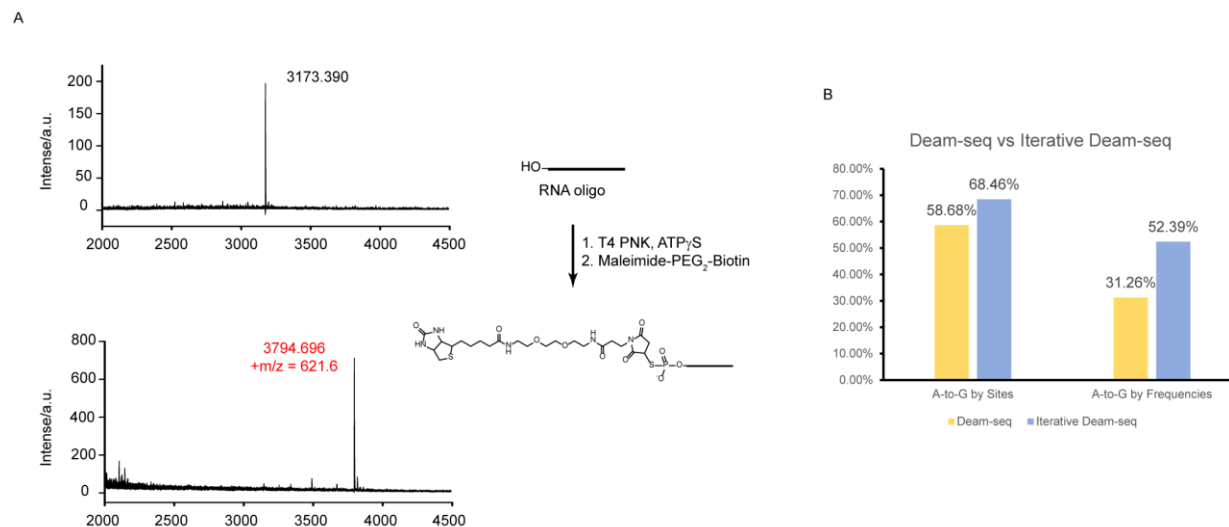 A
200
150
100
50
0
Intense/a.u.
3173.390
2000 2500 3000 3500 4000 4500
HO
RNA oligo
1. T4 PNK, ATPγS
2. Maleimide-PEG₂-Biotin
800
600
400
200
0
Intense/a.u.
3794.696
+m/z = 621.6
2000 2500 3000 3500 4000 4500
O
HN
NH
S
O
N
H
O
O
H
N
O
N
O
O
S
O
P
O
O⁻
B
Deam-seq vs Iterative Deam-seq
80.00%
70.00%
60.00%
50.00%
40.00%
30.00%
20.00%
10.00%
0.00%
58.68%
68.46%
31.26%
52.39%
A-to-G by Sites A-to-G by Frequencies
Deam-seq Iterative Deam-seq